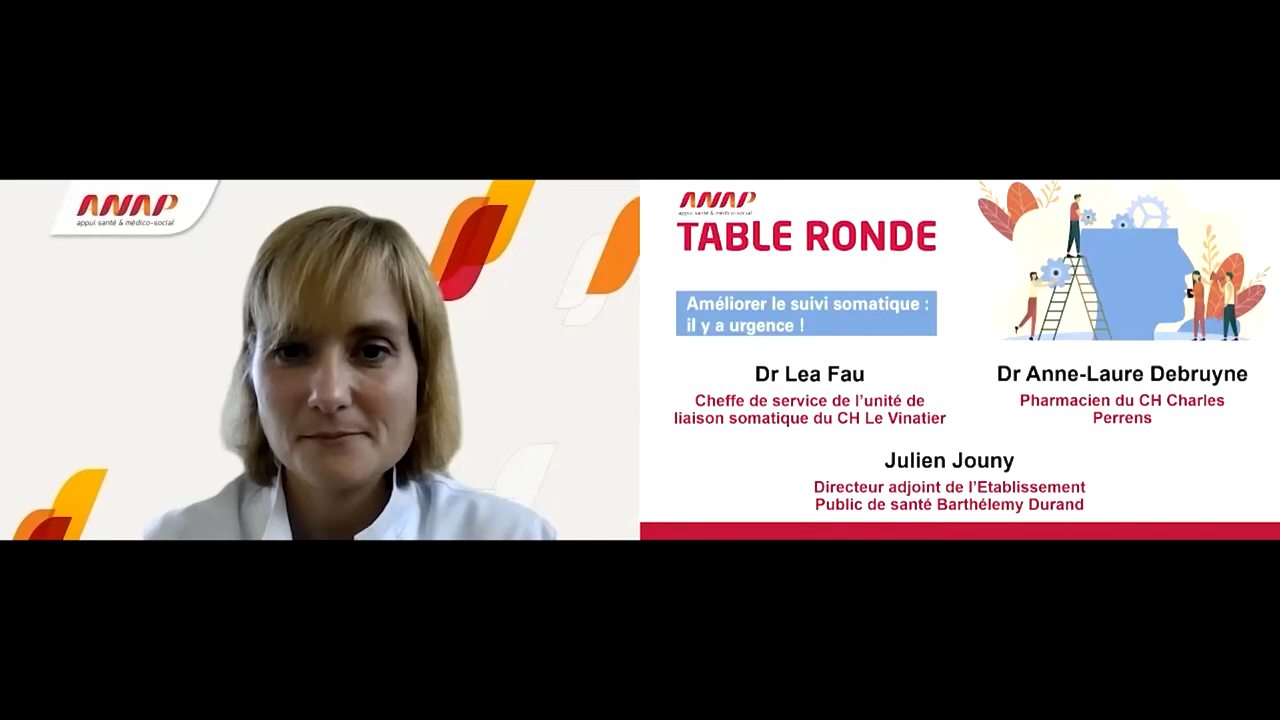 ANAP
appui santé & médico-social
ANAP
appui santé & médico-social
TABLE RONDE
Améliorer le suivi somatique :
il y a urgence !
Dr Lea Fau
Cheffe de service de l'unité de
liaison somatique du CH Le Vinatier
Dr Anne-Laure Debruyne
Pharmacien du CH Charles
Perrens
Julien Jouny
Directeur adjoint de l'Etablissement
Public de santé Barthélemy Durand